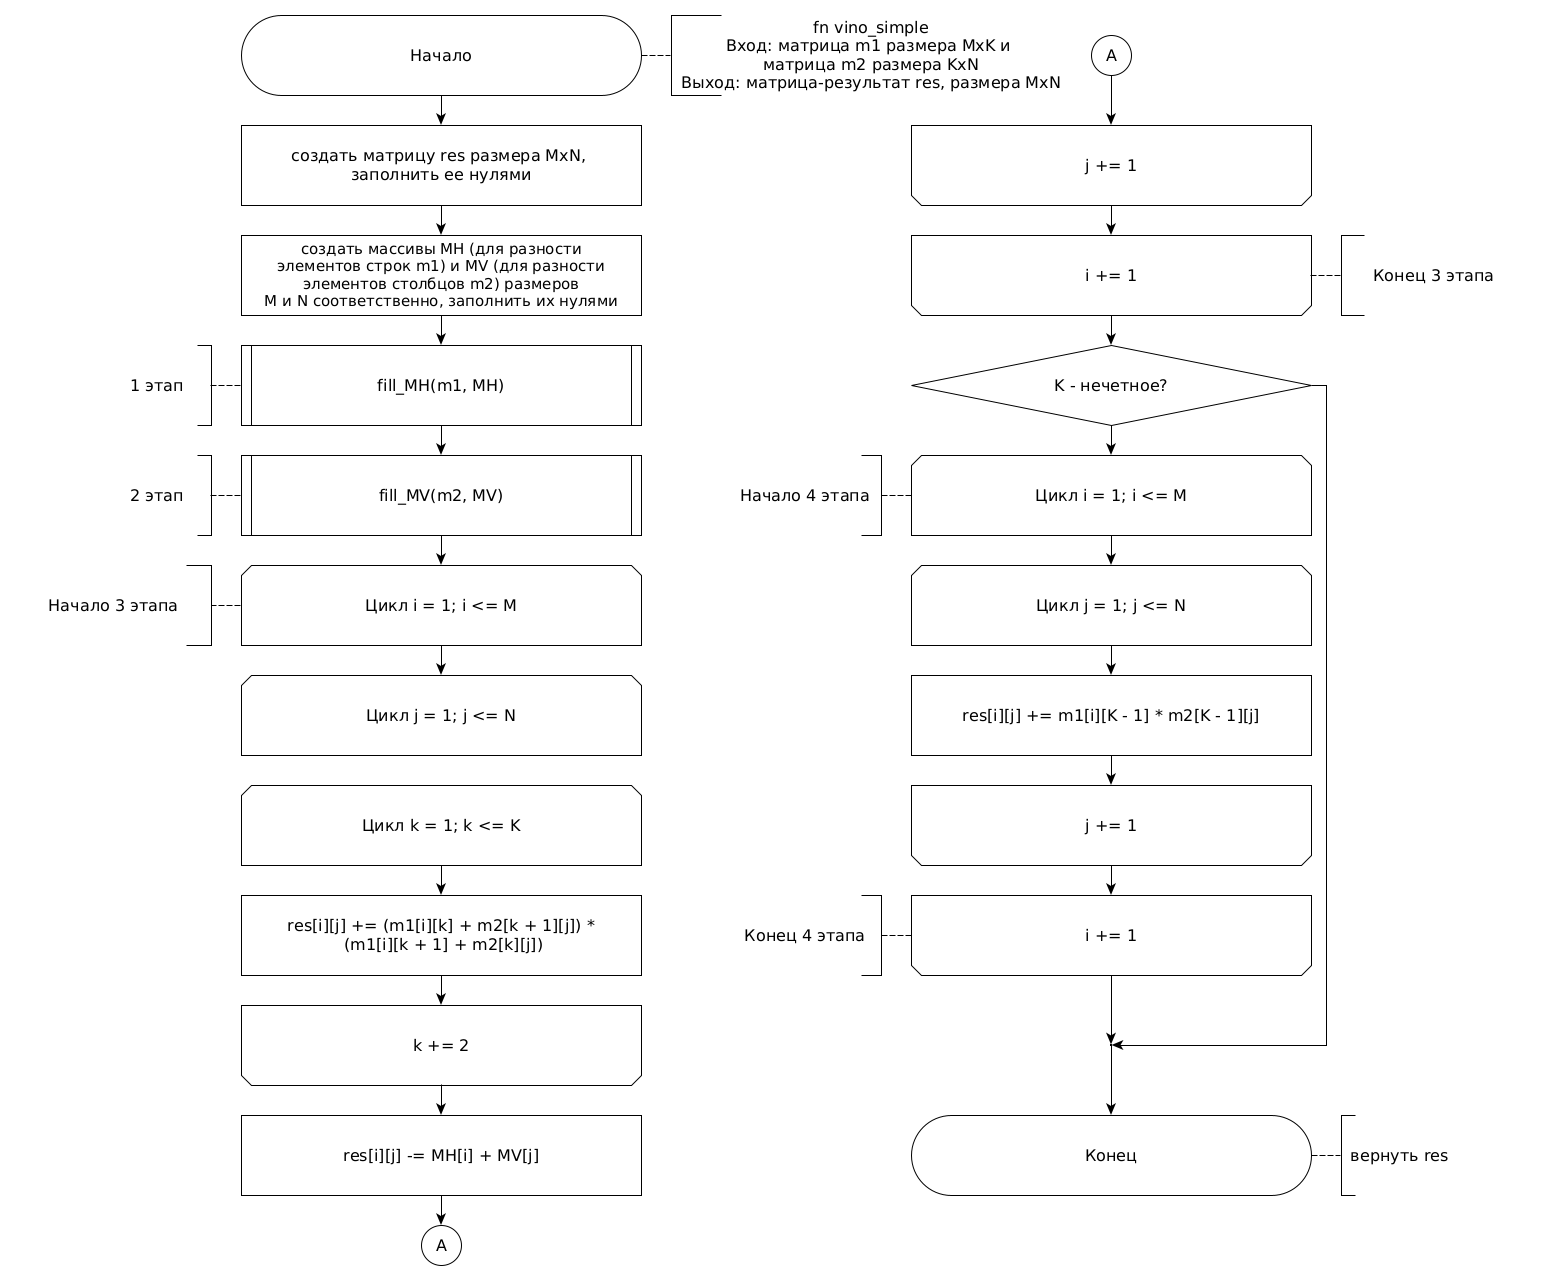 Начало
fn vino_simple
Вход: матрица m1 размера MxK и
матрица m2 размера KxN
Выход: матрица-результат res, размера MxN
создать матрицу res размера MxN,
заполнить ее нулями
создать массивы MH (для разности
элементов строк m1) и MV (для разности
элементов столбцов m2) размеров
M и N соответственно, заполнить их нулями
1 этап
fill_MH(m1, MH)
2 этап
fill_MV(m2, MV)
Начало 3 этапа
Цикл i = 1; i <= M
Цикл j = 1; j <= N
Цикл k = 1; k <= K
res[i][j] += (m1[i][k] + m2[k + 1][j]) *
(m1[i][k + 1] + m2[k][j])
k += 2
res[i][j] -= MH[i] + MV[j]
A
A
j += 1
i += 1
Конец 3 этапа
K - нечетное?
Начало 4 этапа
Цикл i = 1; i <= M
Цикл j = 1; j <= N
res[i][j] += m1[i][K - 1] * m2[K - 1][j]
j += 1
Конец 4 этапа
i += 1
Конец
вернуть res